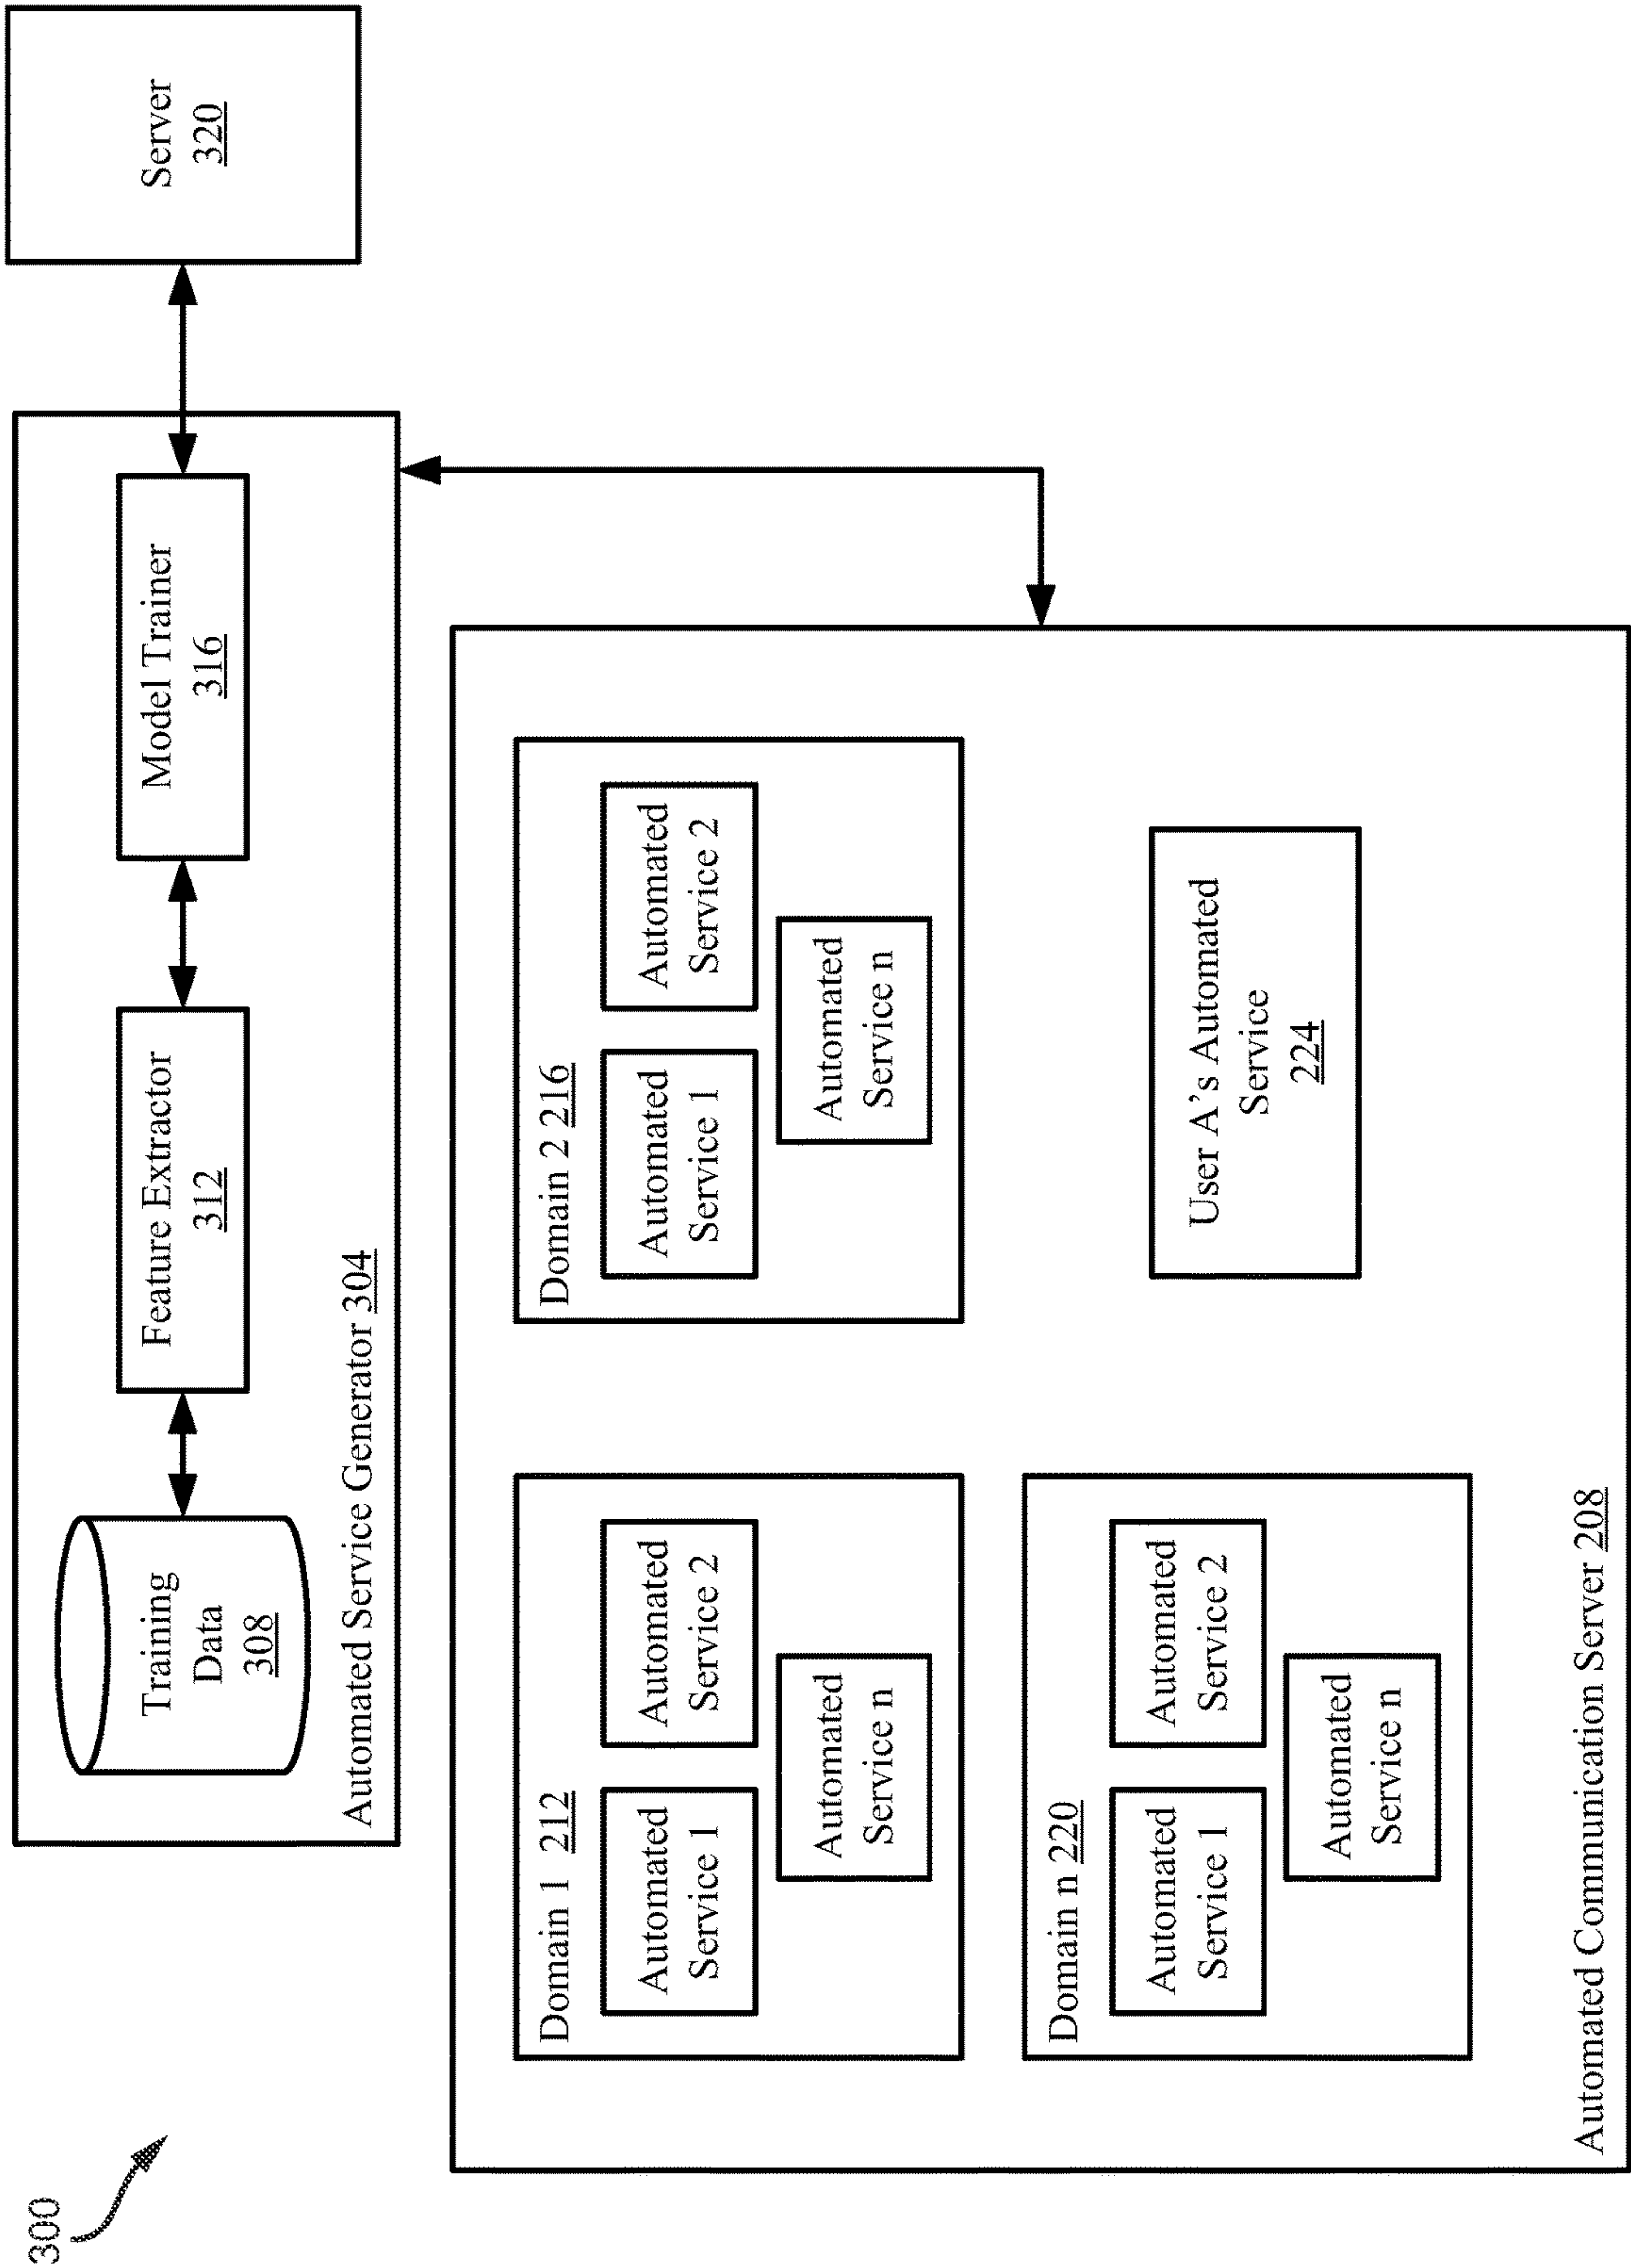 300
Training
Data
308
Feature Extractor
312
Model Trainer
316
Automated Service Generator 304
Server
320
Domain 1 212
Automated
Service 1
Automated
Service 2
Automated
Service n
Domain 2 216
Automated
Service 1
Automated
Service 2
Automated
Service n
Domain n 220
Automated
Service 1
Automated
Service 2
Automated
Service n
User A's Automated
Service
224
Automated Communication Server 208